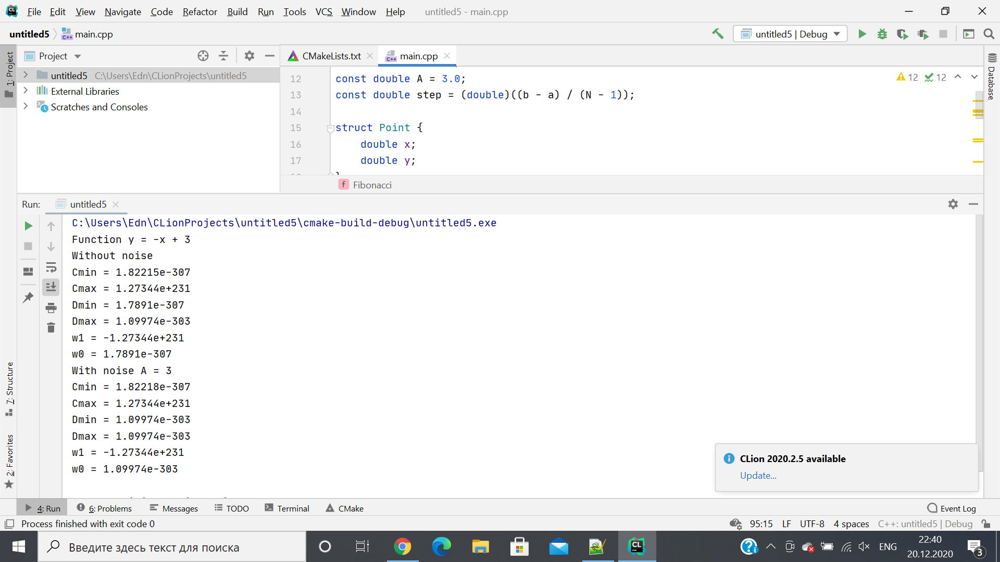 File Edit View Navigate Code Refactor Build Run Tools VCS Window Help untitled5 - main.cpp
untitled5 main.cpp untitled5 | Debug
1: Project
Project
untitled5 C:\Users\Edn\CLionProjects\untitled5
External Libraries
Scratches and Consoles
CMakeLists.txt main.cpp
12 const double A = 3.0;
13 const double step = (double)((b - a) / (N - 1));
14
15 struct Point {
16 double x;
17 double y;
12 12
Database
f Fibonacci
Run: untitled5
C:\Users\Edn\CLionProjects\untitled5\cmake-build-debug\untitled5.exe
Function y = -x + 3
Without noise
Cmin = 1.82215e-307
Cmax = 1.27344e+231
Dmin = 1.7891e-307
Dmax = 1.09974e-303
w1 = -1.27344e+231
w0 = 1.7891e-307
With noise A = 3
Cmin = 1.82218e-307
Cmax = 1.27344e+231
Dmin = 1.09974e-303
Dmax = 1.09974e-303
w1 = -1.27344e+231
w0 = 1.09974e-303
7: Structure
2: Favorites
CLion 2020.2.5 available
Update...
4: Run 6: Problems Messages TODO Terminal CMake Event Log
Process finished with exit code 0 95:15 LF UTF-8 4 spaces C++: untitled5 | Debug
Введите здесь текст для поиска
ENG
22:40
20.12.2020
3